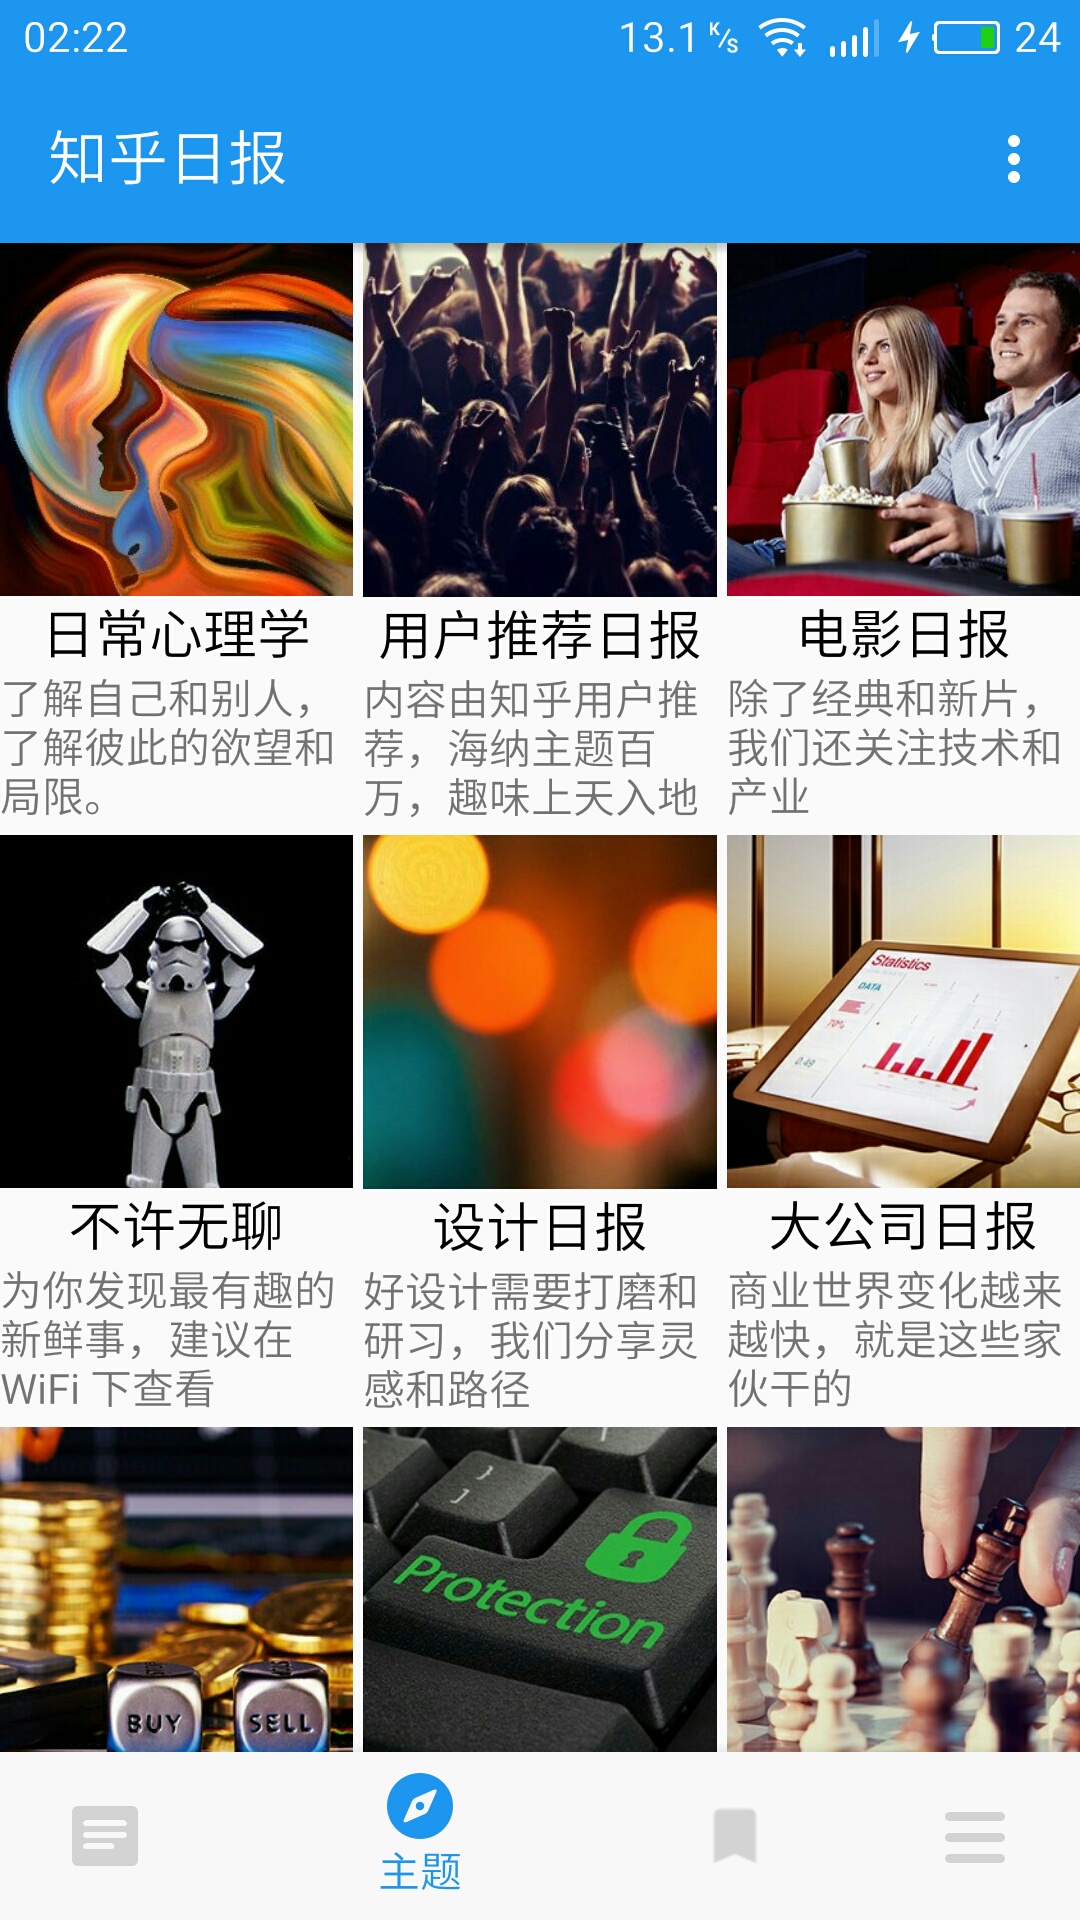 02:22
13.1 K/s
24
知乎日报
日常心理学
了解自己和别人，
了解彼此的欲望和
局限。
用户推荐日报
内容由知乎用户推
荐，海纳主题百
万，趣味上天入地
电影日报
除了经典和新片，
我们还关注技术和
产业
Statistics
DATA
70%
0.49
不许无聊
为你发现最有趣的
新鲜事，建议在
WiFi 下查看
设计日报
好设计需要打磨和
研习，我们分享灵
感和路径
大公司日报
商业世界变化越来
越快，就是这些家
伙干的
BUY
SELL
}
]
Protection
主题